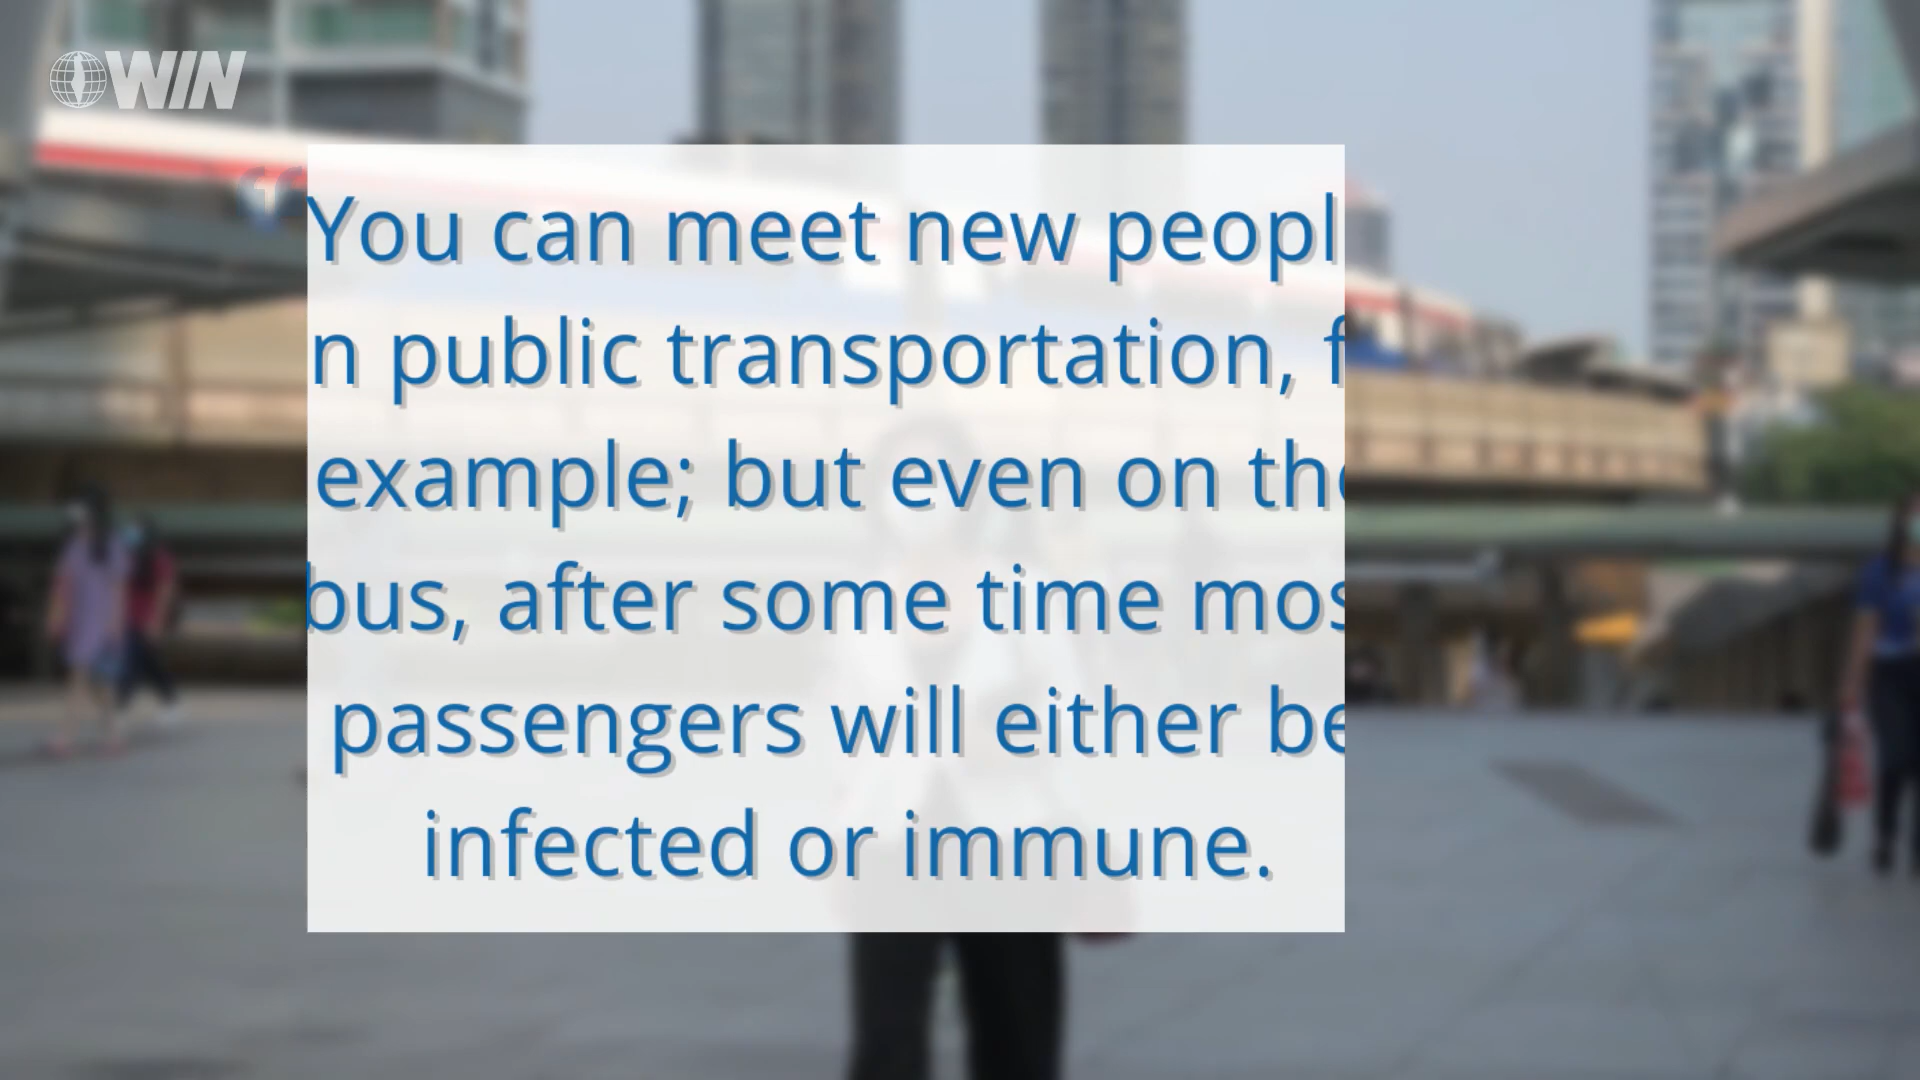 WIN
You can meet new peopl
n public transportation, f
example; but even on the
bus, after some time mos
passengers will either be
infected or immune.